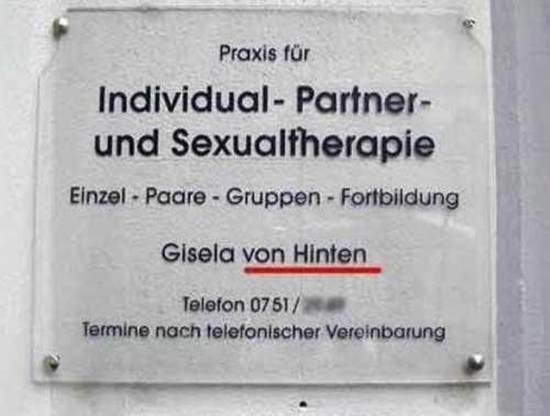 Praxis für
Individual- Partner-
und Sexualtherapie
Einzel - Paare - Gruppen - Fortbildung
Gisela von Hinten
Telefon 0751/
Termine nach telefonischer Vereinbarung